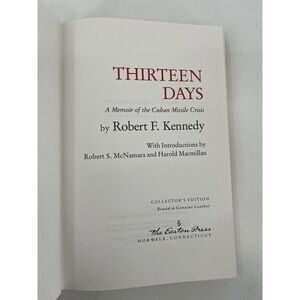 THIRTEEN
DAYS
A Memoir of the Cuban Missile Crisis
by Robert F. Kennedy
With Introductions by
Robert S. McNamara and Harold Macmillan
COLLECTOR'S EDITION
Bound in Genuine Leather
The Easton Press
NORWALK, CONNECTICUT